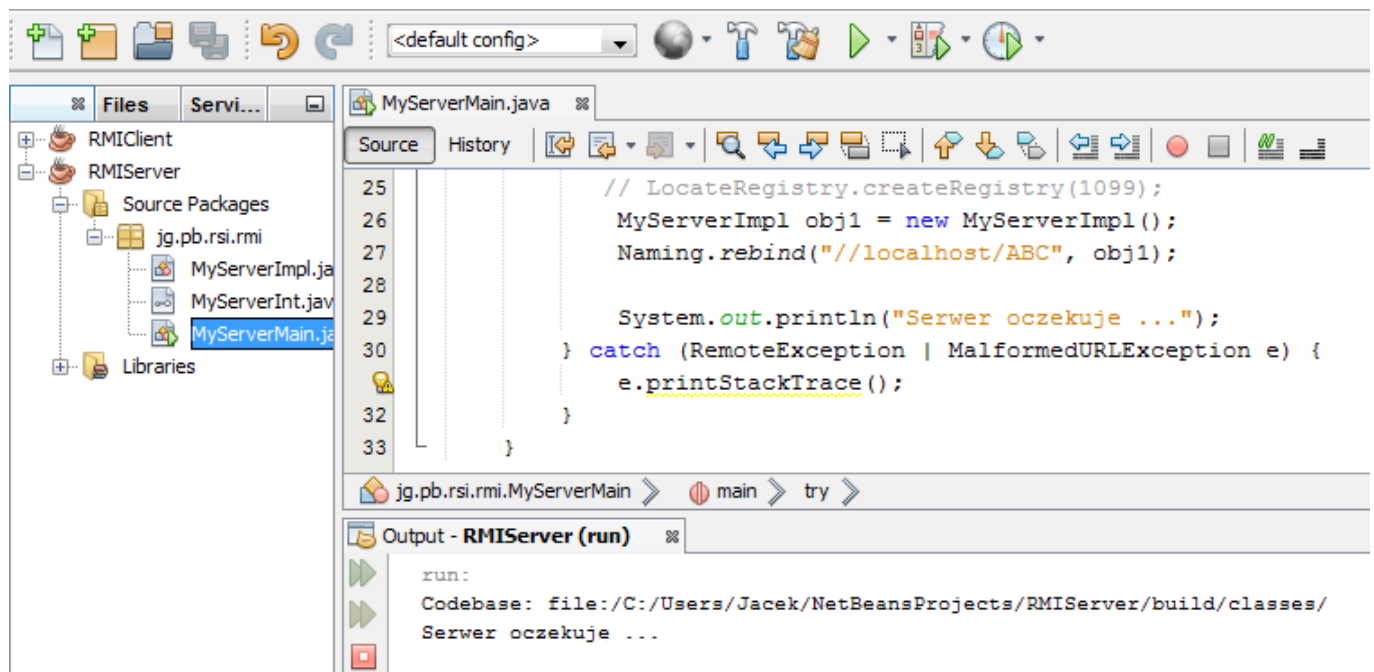 <default config>
Files Servi...
RMIClient
RMIServer
Source Packages
jg.pb.rsi.rmi
MyServerImpl.ja
MyServerInt.jav
MyServerMain.ja
Libraries
MyServerMain.java
Source History
25 // LocateRegistry.createRegistry(1099);
26 MyServerImpl obj1 = new MyServerImpl();
27 Naming.rebind("//localhost/ABC", obj1);
28
29 System.out.println("Serwer oczekuje ...");
30 } catch (RemoteException | MalformedURLException e) {
e.printStackTrace();
32 }
33 }
jg.pb.rsi.rmi.MyServerMain main try
Output - RMIServer (run)
run:
Codebase: file:/C:/Users/Jacek/NetBeansProjects/RMIServer/build/classes/
Serwer oczekuje ...